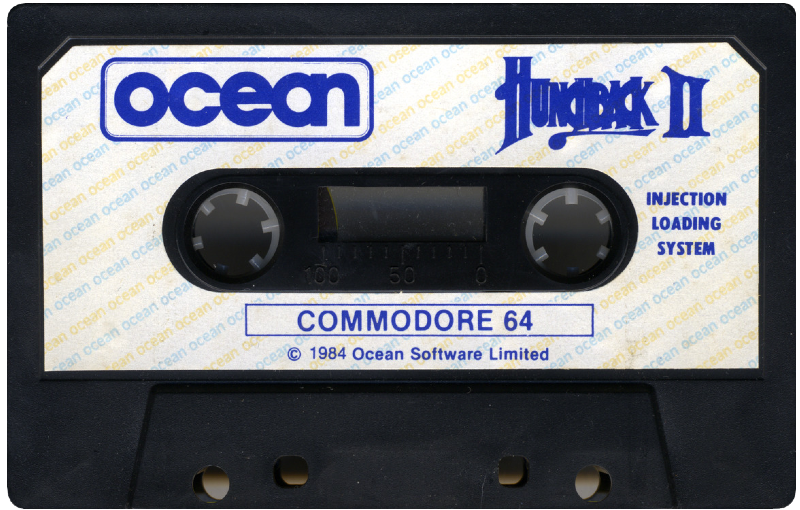 ocean
HUNCHBACK II
INJECTION
LOADING
SYSTEM
100 50 0
COMMODORE 64
© 1984 Ocean Software Limited